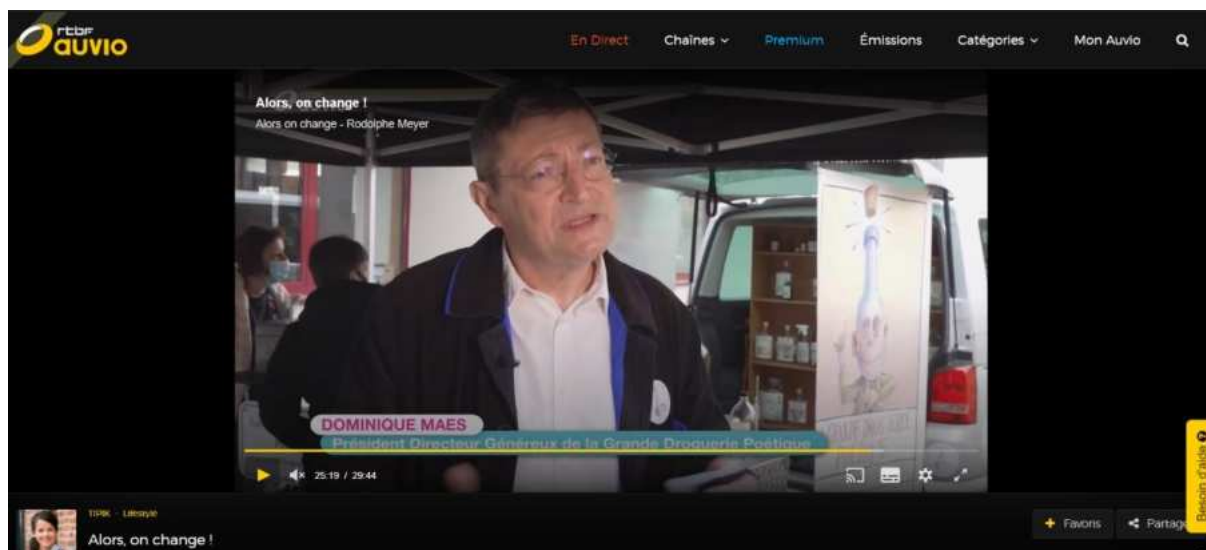 rtbf
auvio
En Direct
Chaînes
Premium
Émissions
Catégories
Mon Auvio
Alors, on change !
Alors on change - Rodolphe Meyer
DOMINIQUE MAES
Président Directeur Généreux de la Grande Droguerie Poétique
25:19 / 29:44
Besoin d'aide ?
TIPIK - Lifestyle
Alors, on change !
+ Favoris
Partage